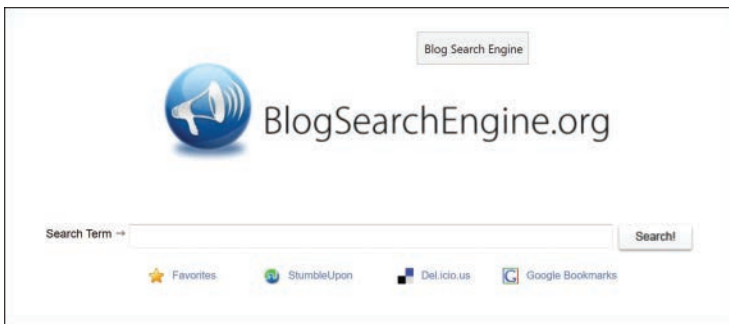 Blog Search Engine
BlogSearchEngine.org
Search Term → Search!
Favorites StumbleUpon Del.icio.us Google Bookmarks